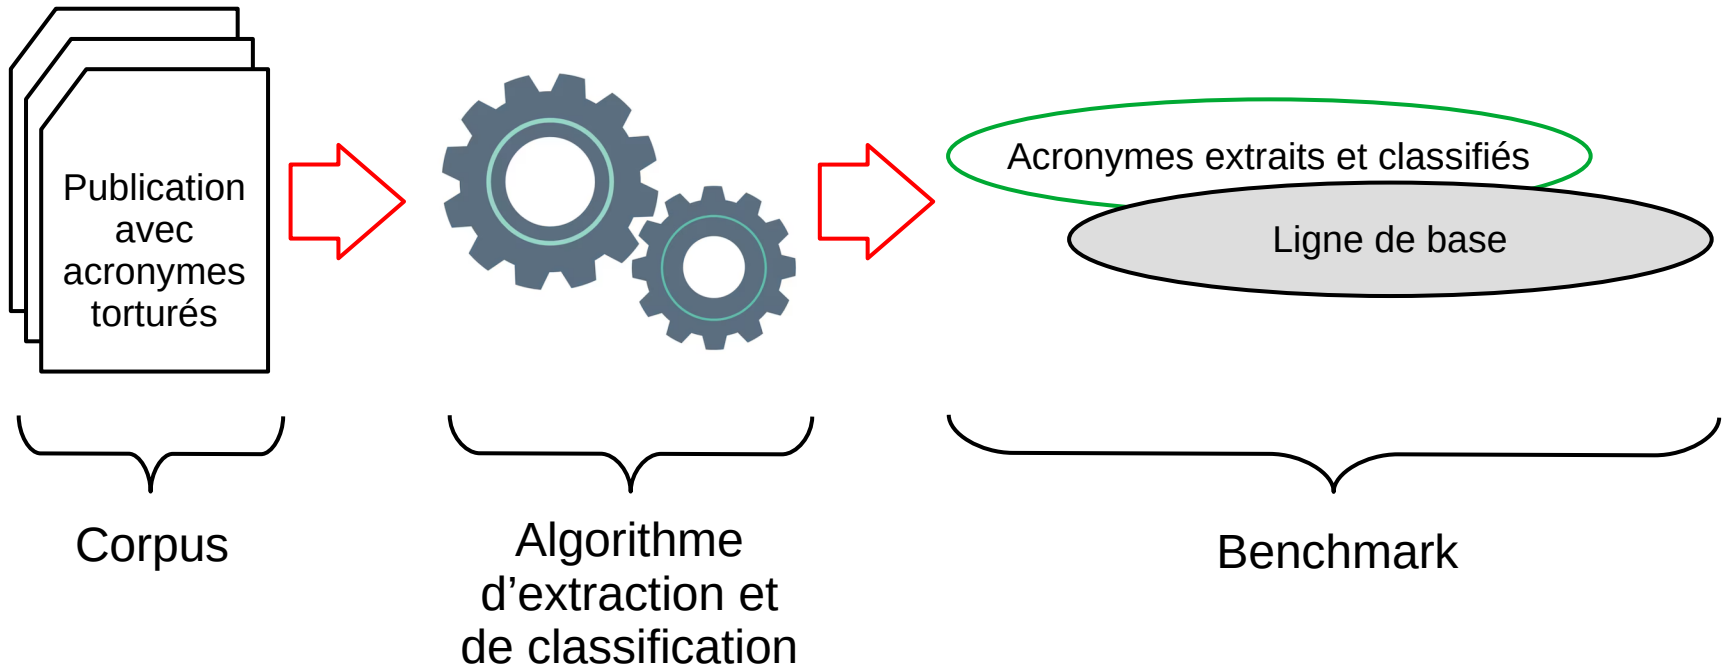 Publication
avec
acronymes
torturés
Acronymes extraits et classifiés
Ligne de base
Corpus
Algorithme
d’extraction et
de classification
Benchmark